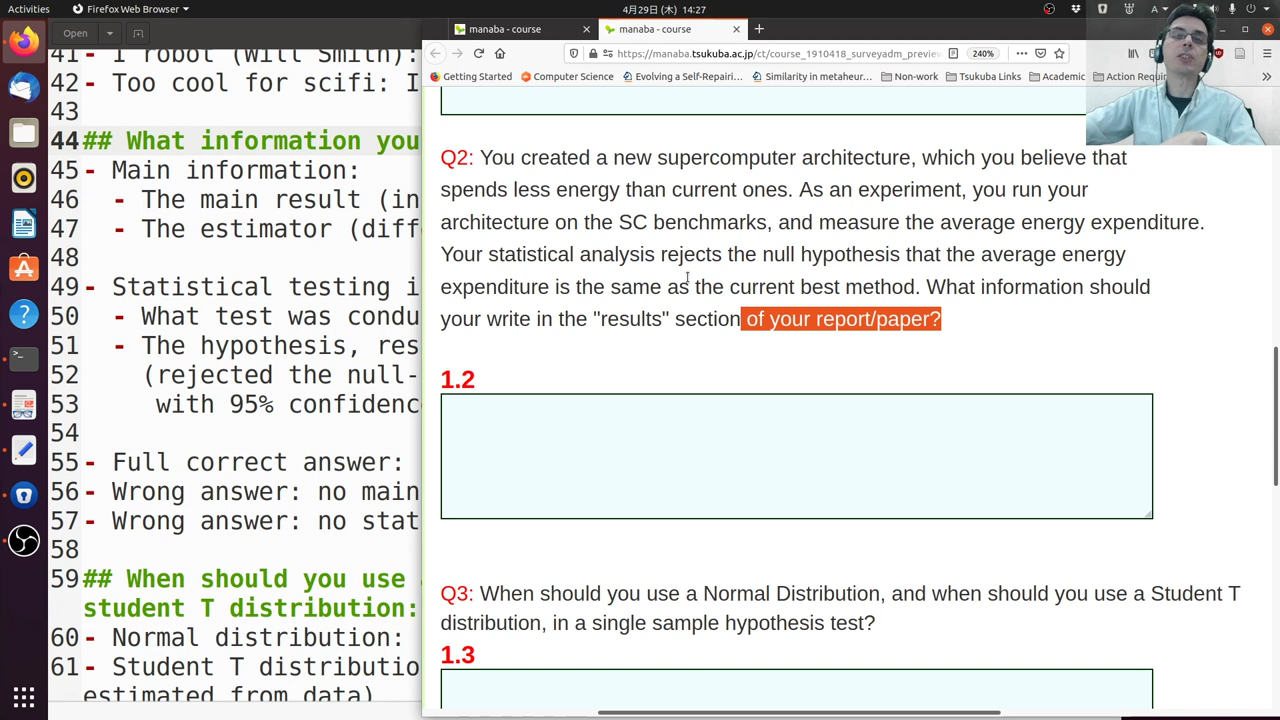 Activities
Firefox Web Browser
4月29日 (木) 14:27
A
Open
41- I robot (Will Smith):
42- Too cool for scifi: I
43
44## What information you
45- Main information:
46 - The main result (in
47 - The estimator (diff
48
49- Statistical testing i
50 - What test was condu
51 - The hypothesis, res
52 (rejected the null-
53 with 95% confidenc
54
55- Full correct answer:
56- Wrong answer: no main
57- Wrong answer: no stat
58
59## When should you use
student T distribution:
60- Normal distribution:
61- Student T distributio
estimated from data)
manaba - course
manaba - course
https://manaba.tsukuba.ac.jp/ct/course_1910418_surveyadm_preview
240%
Getting Started
Computer Science
Evolving a Self-Repairi…
Similarity in metaheur…
Non-work
Tsukuba Links
Academic
Action Requi
Q2: You created a new supercomputer architecture, which you believe that
spends less energy than current ones. As an experiment, you run your
architecture on the SC benchmarks, and measure the average energy expenditure.
Your statistical analysis rejects the null hypothesis that the average energy
expenditure is the same as the current best method. What information should
your write in the "results" section of your report/paper?
1.2
Q3: When should you use a Normal Distribution, and when should you use a Student T
distribution, in a single sample hypothesis test?
1.3